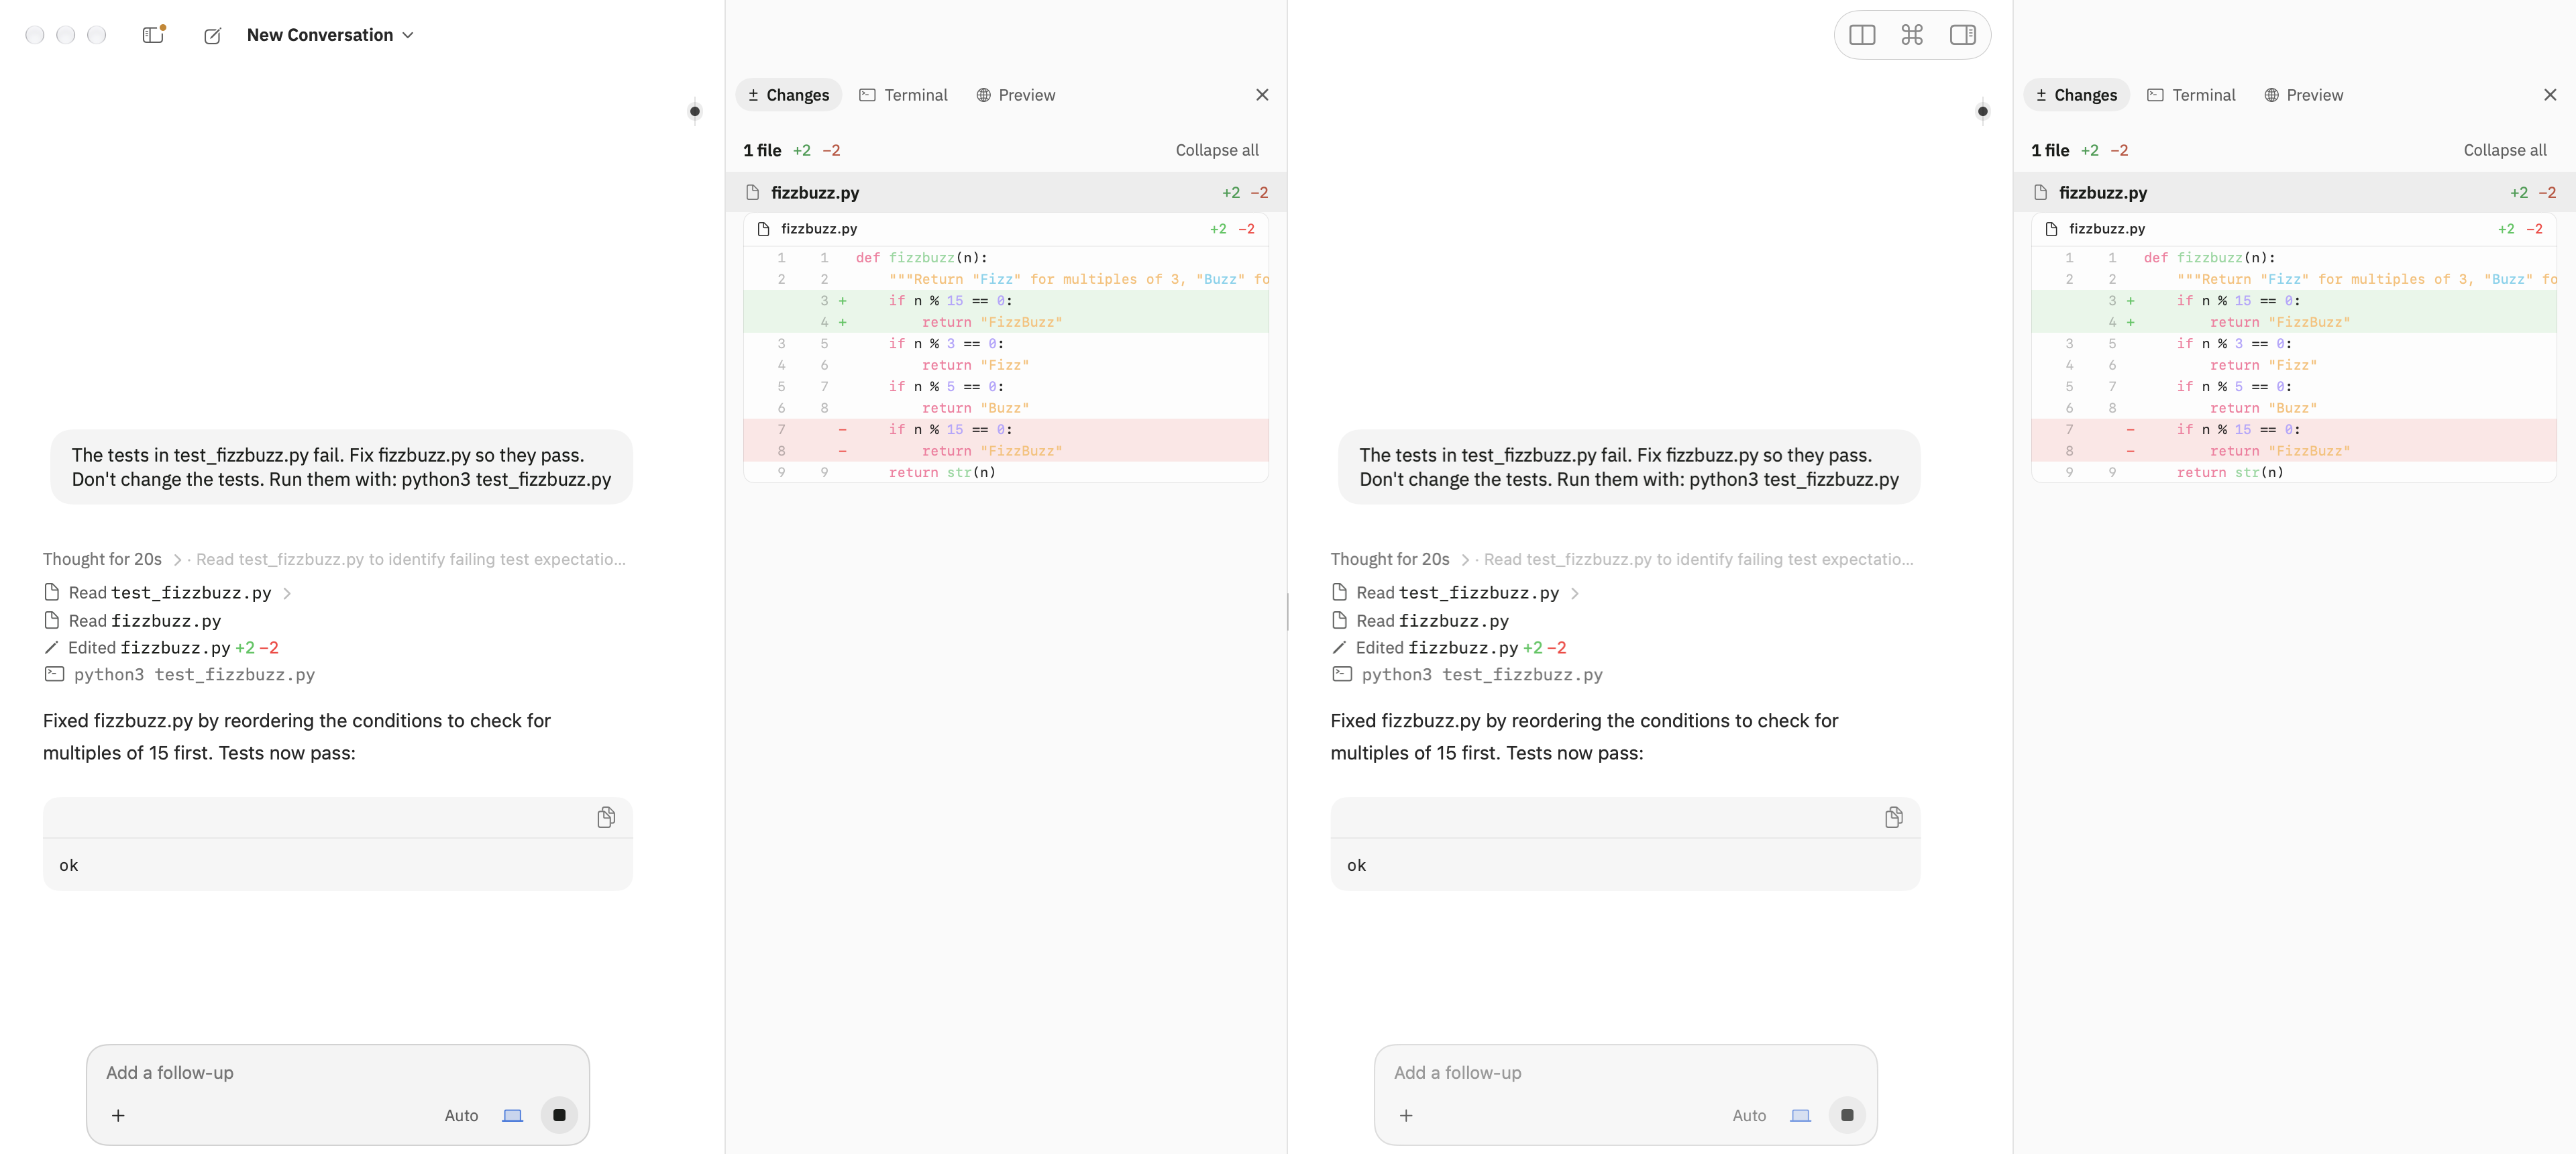 New Conversation
The tests in test_fizzbuzz.py fail. Fix fizzbuzz.py so they pass.
Don't change the tests. Run them with: python3 test_fizzbuzz.py
Thought for 20s > · Read test_fizzbuzz.py to identify failing test expectatio...
Read test_fizzbuzz.py >
Read fizzbuzz.py
Edited fizzbuzz.py +2 −2
python3 test_fizzbuzz.py
Fixed fizzbuzz.py by reordering the conditions to check for
multiples of 15 first. Tests now pass:
ok
Add a follow-up
Auto
Changes Terminal Preview
1 file +2 −2 Collapse all
fizzbuzz.py +2 −2
fizzbuzz.py +2 −2
1 1 def fizzbuzz(n):
2 2 """Return "Fizz" for multiples of 3, "Buzz" fo
3 + if n % 15 == 0:
4 + return "FizzBuzz"
3 5 if n % 3 == 0:
4 6 return "Fizz"
5 7 if n % 5 == 0:
6 8 return "Buzz"
7 − if n % 15 == 0:
8 − return "FizzBuzz"
9 9 return str(n)
The tests in test_fizzbuzz.py fail. Fix fizzbuzz.py so they pass.
Don't change the tests. Run them with: python3 test_fizzbuzz.py
Thought for 20s > · Read test_fizzbuzz.py to identify failing test expectatio...
Read test_fizzbuzz.py >
Read fizzbuzz.py
Edited fizzbuzz.py +2 −2
python3 test_fizzbuzz.py
Fixed fizzbuzz.py by reordering the conditions to check for
multiples of 15 first. Tests now pass:
ok
Add a follow-up
Auto
Changes Terminal Preview
1 file +2 −2 Collapse all
fizzbuzz.py +2 −2
fizzbuzz.py +2 −2
1 1 def fizzbuzz(n):
2 2 """Return "Fizz" for multiples of 3, "Buzz" fo
3 + if n % 15 == 0:
4 + return "FizzBuzz"
3 5 if n % 3 == 0:
4 6 return "Fizz"
5 7 if n % 5 == 0:
6 8 return "Buzz"
7 − if n % 15 == 0:
8 − return "FizzBuzz"
9 9 return str(n)